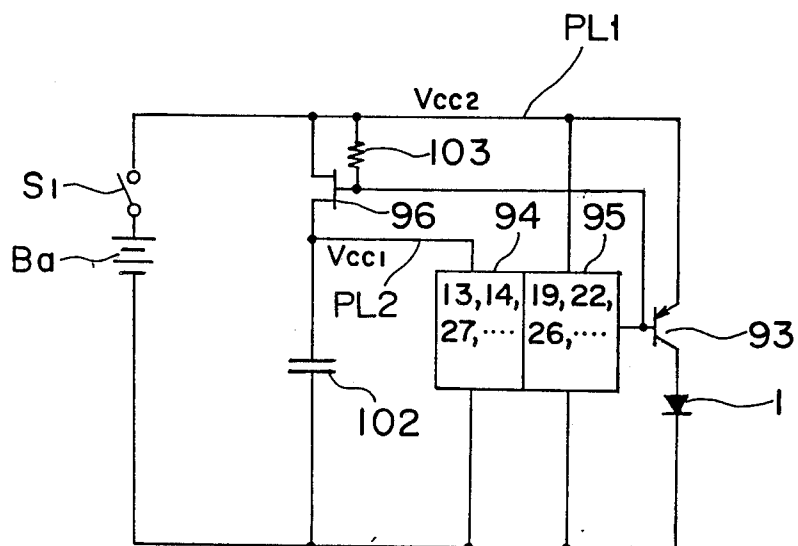 PL1
Vcc2
103
S1
96
94
95
Ba
Vcc1
PL2
13, 14,
27, ····
19, 22,
26, ····
93
102
1